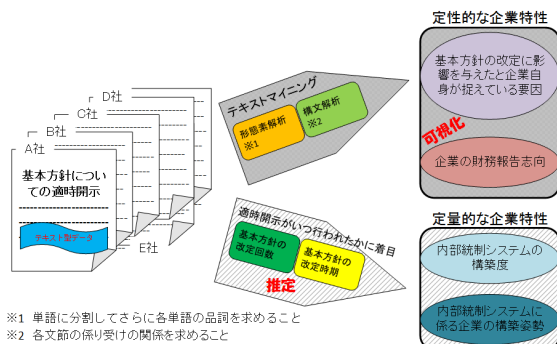 D社
C社
B社
A社
基本方針につい
ての適時開示
テキスト型データ
E社
テキストマイニング
形態素解析
※1
構文解析
※2
適時開示がいつ行われたかに着目
基本方針の
改定回数
基本方針の
改定時期
推定
定性的な企業特性
基本方針の改定に影
響を与えたと企業自
身が捉えている要因
可視化
企業の財務報告志向
定量的な企業特性
内部統制システムの
構築度
内部統制システムに
係る企業の構築姿勢
※1 単語に分割してさらに各単語の品詞を求めること
※2 各文節の係り受けの関係を求めること